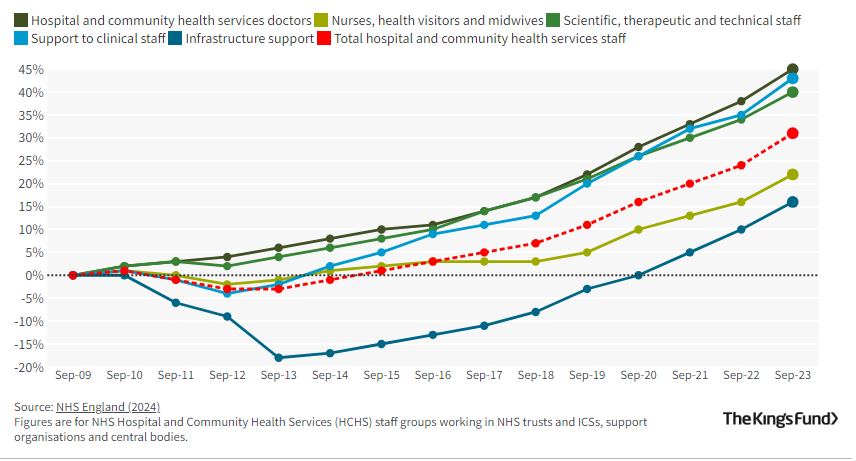 Hospital and community health services doctors Nurses, health visitors and midwives Scientific, therapeutic and technical staff
Support to clinical staff Infrastructure support Total hospital and community health services staff
45%
40%
35%
30%
25%
20%
15%
10%
5%
0%
-5%
-10%
-15%
-20%
Sep-09 Sep-10 Sep-11 Sep-12 Sep-13 Sep-14 Sep-15 Sep-16 Sep-17 Sep-18 Sep-19 Sep-20 Sep-21 Sep-22 Sep-23
Source: NHS England (2024)
Figures are for NHS Hospital and Community Health Services (HCHS) staff groups working in NHS trusts and ICSs, support
organisations and central bodies.
TheKing'sFund